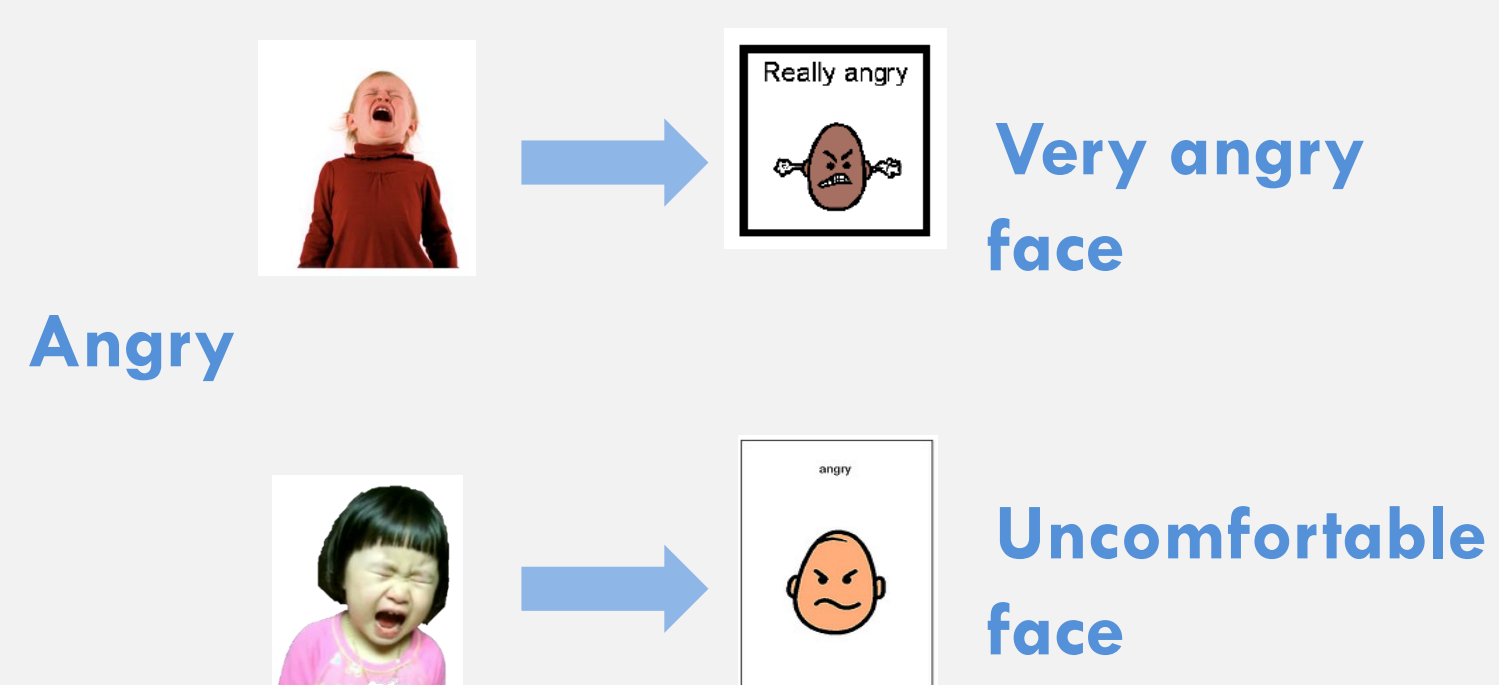 Really angry
Very angry
face
Angry
angry
Uncomfortable
face